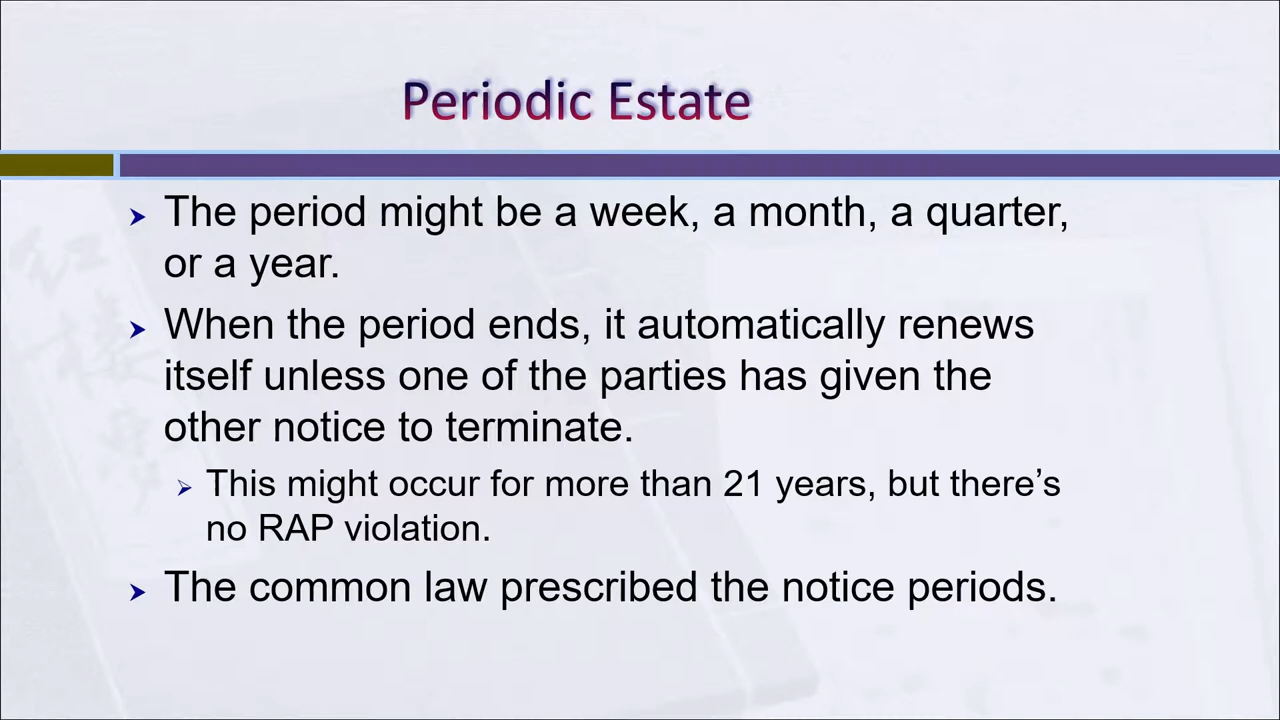 Periodic Estate
The period might be a week, a month, a quarter,
or a year.
When the period ends, it automatically renews
itself unless one of the parties has given the
other notice to terminate.
This might occur for more than 21 years, but there’s
no RAP violation.
The common law prescribed the notice periods.